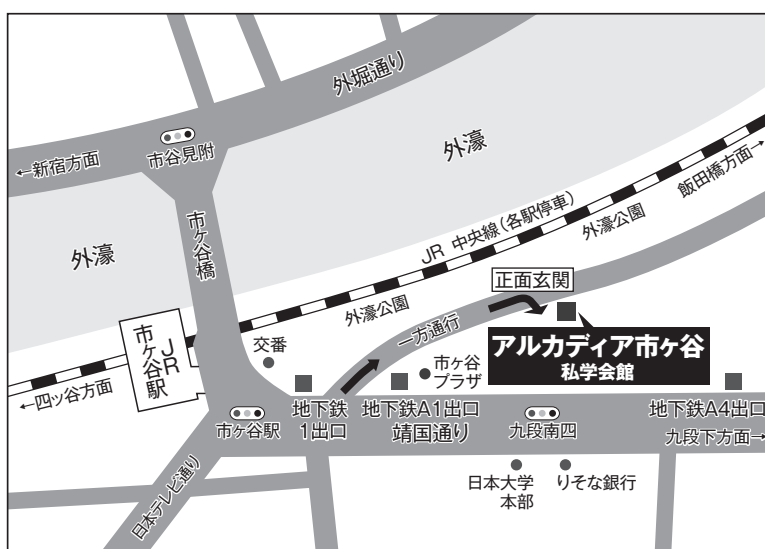 外堀通り
←新宿方面
市谷見附
外濠
飯田橋方面→
市ヶ谷橋
JR 中央線(各駅停車)
外濠公園
外濠
正面玄関
外濠公園
一方通行
アルカディア市ヶ谷
私学会館
JR
市ヶ谷駅
交番
市ヶ谷
プラザ
←四ッ谷方面
市ヶ谷駅
地下鉄
1出口
地下鉄A1出口
靖国通り
九段南四
地下鉄A4出口
九段下方面→
日本テレビ通り
日本大学
本部
りそな銀行